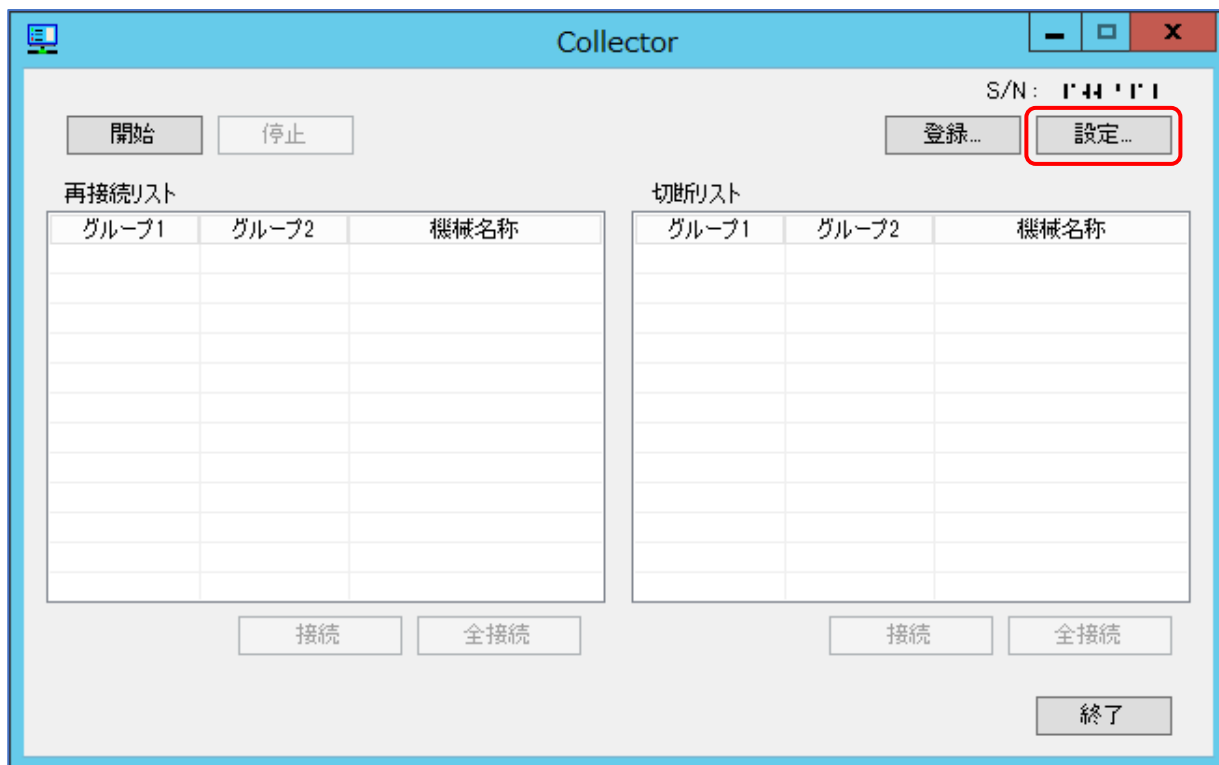 Collector
S/N :
開始 停止 登録... 設定...
再接続リスト 切断リスト
グループ1 グループ2 機械名称 グループ1 グループ2 機械名称
接続 全接続 接続 全接続
終了